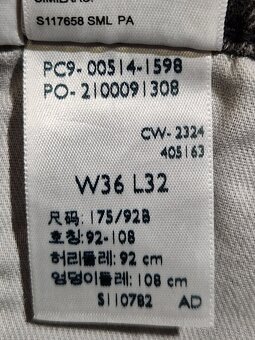 S117658 SML PA
PC9-00514-1598
PO-2100091308
CW-2324
405163
W36 L32
尺码: 175/92B
호칭: 92-108
허리둘레: 92 cm
엉덩이둘레: 108 cm
S110782 AD